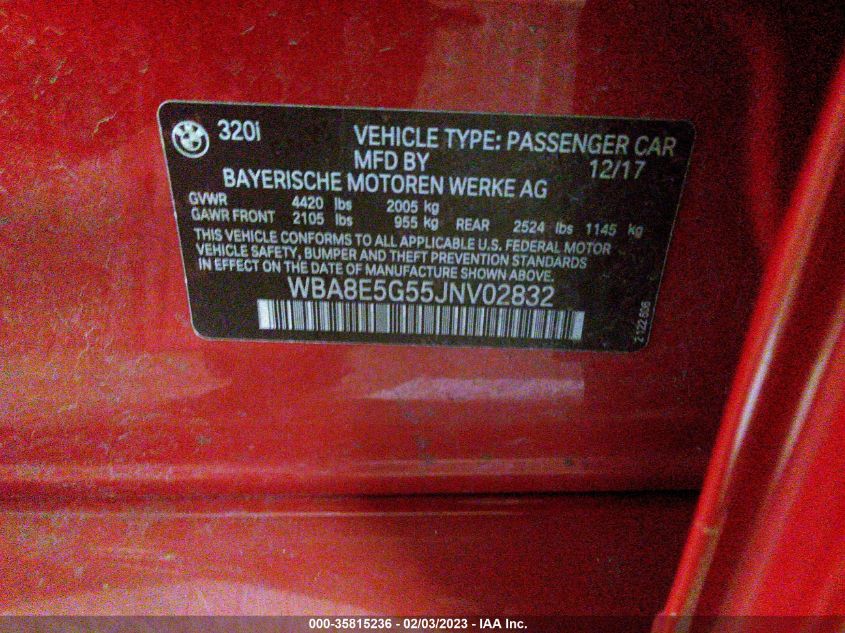 320i
VEHICLE TYPE: PASSENGER CAR
MFD BY 12/17
BAYERISCHE MOTOREN WERKE AG
GVWR 4420 lbs 2005 kg
GAWR FRONT 2105 lbs 955 kg REAR 2524 lbs 1145 kg
THIS VEHICLE CONFORMS TO ALL APPLICABLE U.S. FEDERAL MOTOR
VEHICLE SAFETY, BUMPER AND THEFT PREVENTION STANDARDS
IN EFFECT ON THE DATE OF MANUFACTURE SHOWN ABOVE.
WBA8E5G55JNV02832
000-35815236 - 02/03/2023 - IAA Inc.